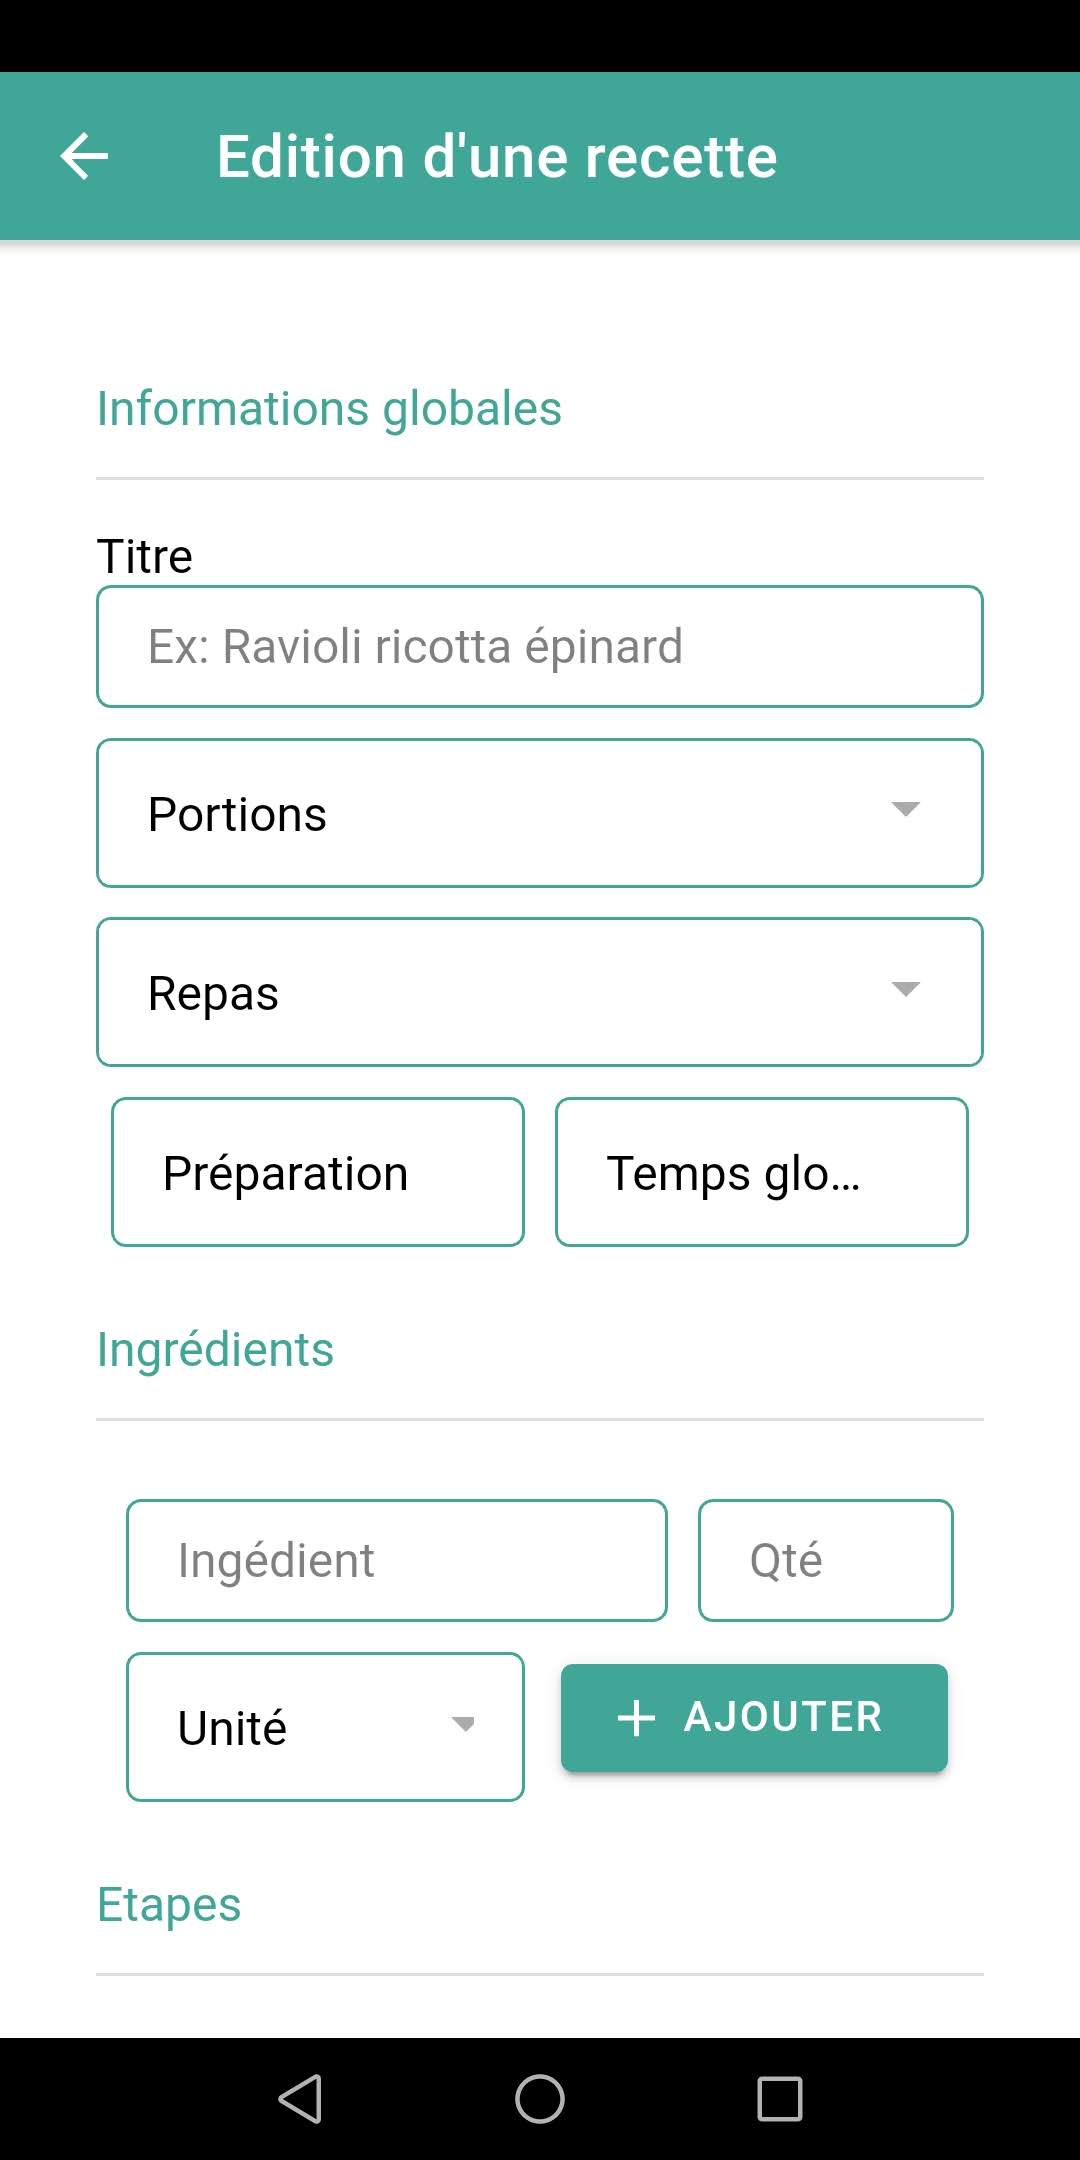 Edition d'une recette
Informations globales
Titre
Ex: Ravioli ricotta épinard
Portions
Repas
Préparation
Temps glo...
Ingrédients
Ingédient
Qté
Unité
AJOUTER
Etapes